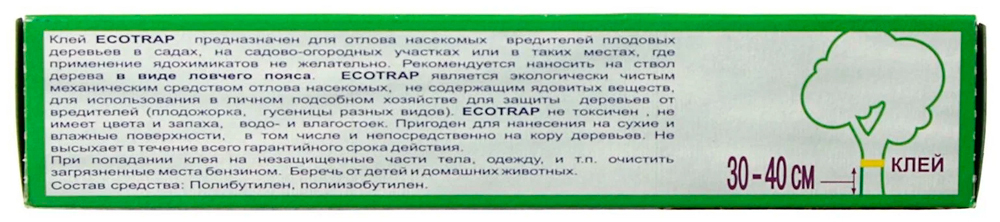 Клей ECOTRAP предназначен для отлова насекомых вредителей плодовых
деревьев в садах, на садово-огородных участках или в таких местах, где
применение ядохимикатов не желательно. Рекомендуется наносить на ствол
дерева в виде ловчего пояса. ECOTRAP является экологически чистым
механическим средством отлова насекомых, не содержащим ядовитых веществ,
для использования в личном подсобном хозяйстве для защиты деревьев от
вредителей (плодожорка, гусеницы разных видов). ECOTRAP не токсичен , не
имеет цвета и запаха, водо- и влагостоек. Пригоден для нанесения на сухие и
влажные поверхности, в том числе и непосредственно на кору деревьев. Не
высыхает в течение всего гарантийного срока действия.
При попадании клея на незащищенные части тела, одежду, и т.п. очистить
загрязненные места бензином. Беречь от детей и домашних животных.
Состав средства: Полибутилен, полиизобутилен.
30-40 СМ
КЛЕЙ